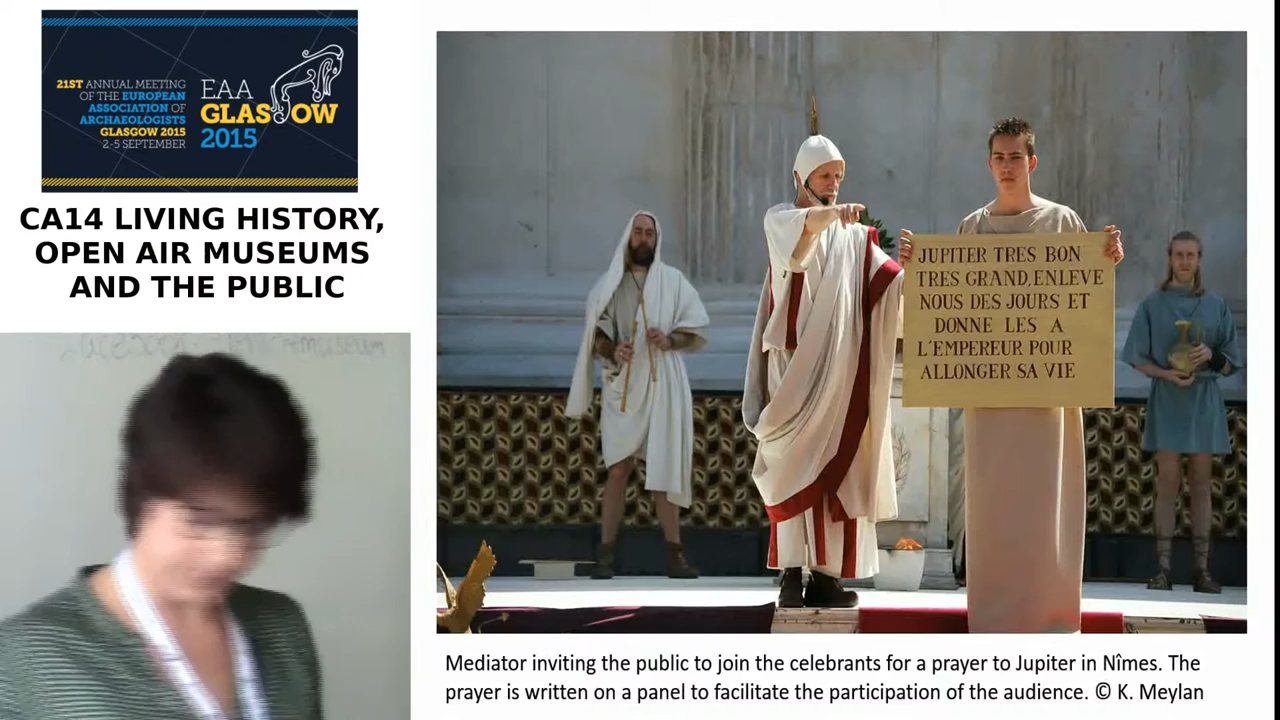 21ST ANNUAL MEETING
OF THE EUROPEAN
ASSOCIATION OF
ARCHAEOLOGISTS
GLASGOW 2015
2-5 SEPTEMBER
EAA
GLASGOW
2015
CA14 LIVING HISTORY,
OPEN AIR MUSEUMS
AND THE PUBLIC
JUPITER TRES BON
TRES GRAND, ENLEVE
NOUS DES JOURS ET
DONNE LES A
L'EMPEREUR POUR
ALLONGER SA VIE
Mediator inviting the public to join the celebrants for a prayer to Jupiter in Nîmes. The
prayer is written on a panel to facilitate the participation of the audience. © K. Meylan